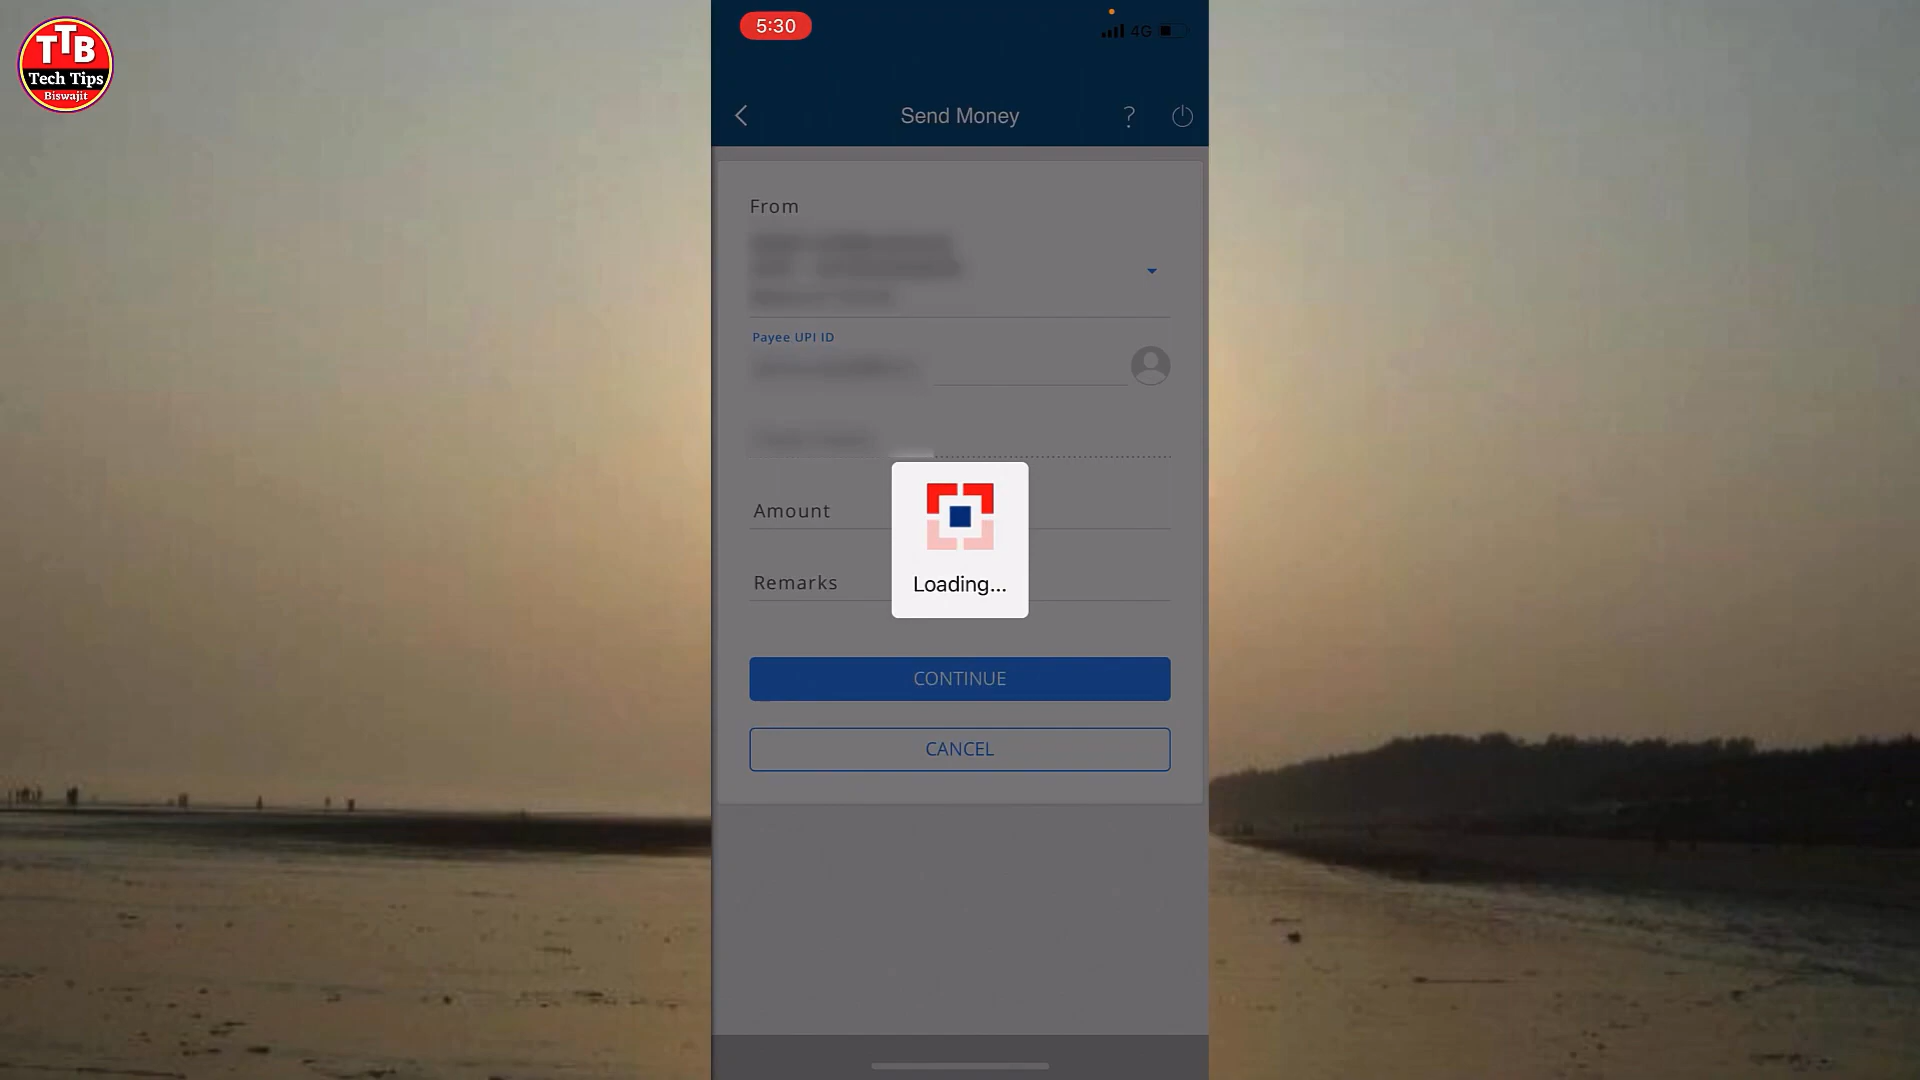 TTB
Tech Tips
Biswajit
5:30
4G
Send Money
?
From
Payee UPI ID
Amount
Remarks
Loading...
CONTINUE
CANCEL